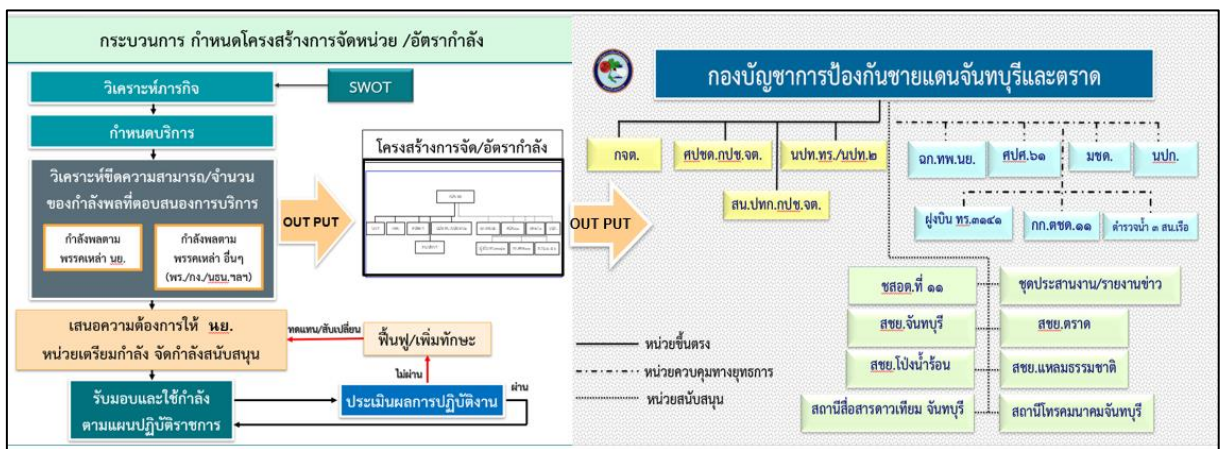 กระบวนการ กำหนดโครงสร้างการจัดหน่วย /อัตรากำลัง
วิเคราะห์ภารกิจ
SWOT
กำหนดบริการ
วิเคราะห์ขีดความสามารถ/จำนวน
ของกำลังพลที่ตอบสนองการบริการ
กำลังพลตาม
พรรคเหล่า นย.
กำลังพลตาม
พรรคเหล่า อื่นๆ
(พร./กง./นธน.ฯลฯ)
OUT PUT
โครงสร้างการจัด/อัตรากำลัง
OUT PUT
เสนอความต้องการให้ นย.
หน่วยเตรียมกำลัง จัดกำลังสนับสนุน
ทดแทน/สับเปลี่ยน
ฟื้นฟู/เพิ่มทักษะ
ไม่ผ่าน
ผ่าน
รับมอบและใช้กำลัง
ตามแผนปฏิบัติราชการ
ประเมินผลการปฏิบัติงาน
กองบัญชาการป้องกันชายแดนจันทบุรีและตราด
กจต.
ศปชด.กปช.จต.
นปท.ทร./นปท.๒
สน.ปทก.กปช.จต.
ฉก.ทพ.นย.
ศปศ.๖๑
มชด.
นปก.
ฝูงบิน ทร.๓๑๔๑
กก.ตชด.๑๑
ตำรวจน้ำ ๓ สน.เรือ
ชสอต.ที่ ๑๑
ชุดประสานงาน/รายงานข่าว
สชย.จันทบุรี
สชย.ตราด
สชย.โป่งน้ำร้อน
สชย.แหลมธรรมชาติ
สถานีสื่อสารดาวเทียม จันทบุรี
สถานีโทรคมนาคมจันทบุรี
หน่วยขึ้นตรง
หน่วยควบคุมทางยุทธการ
หน่วยสนับสนุน